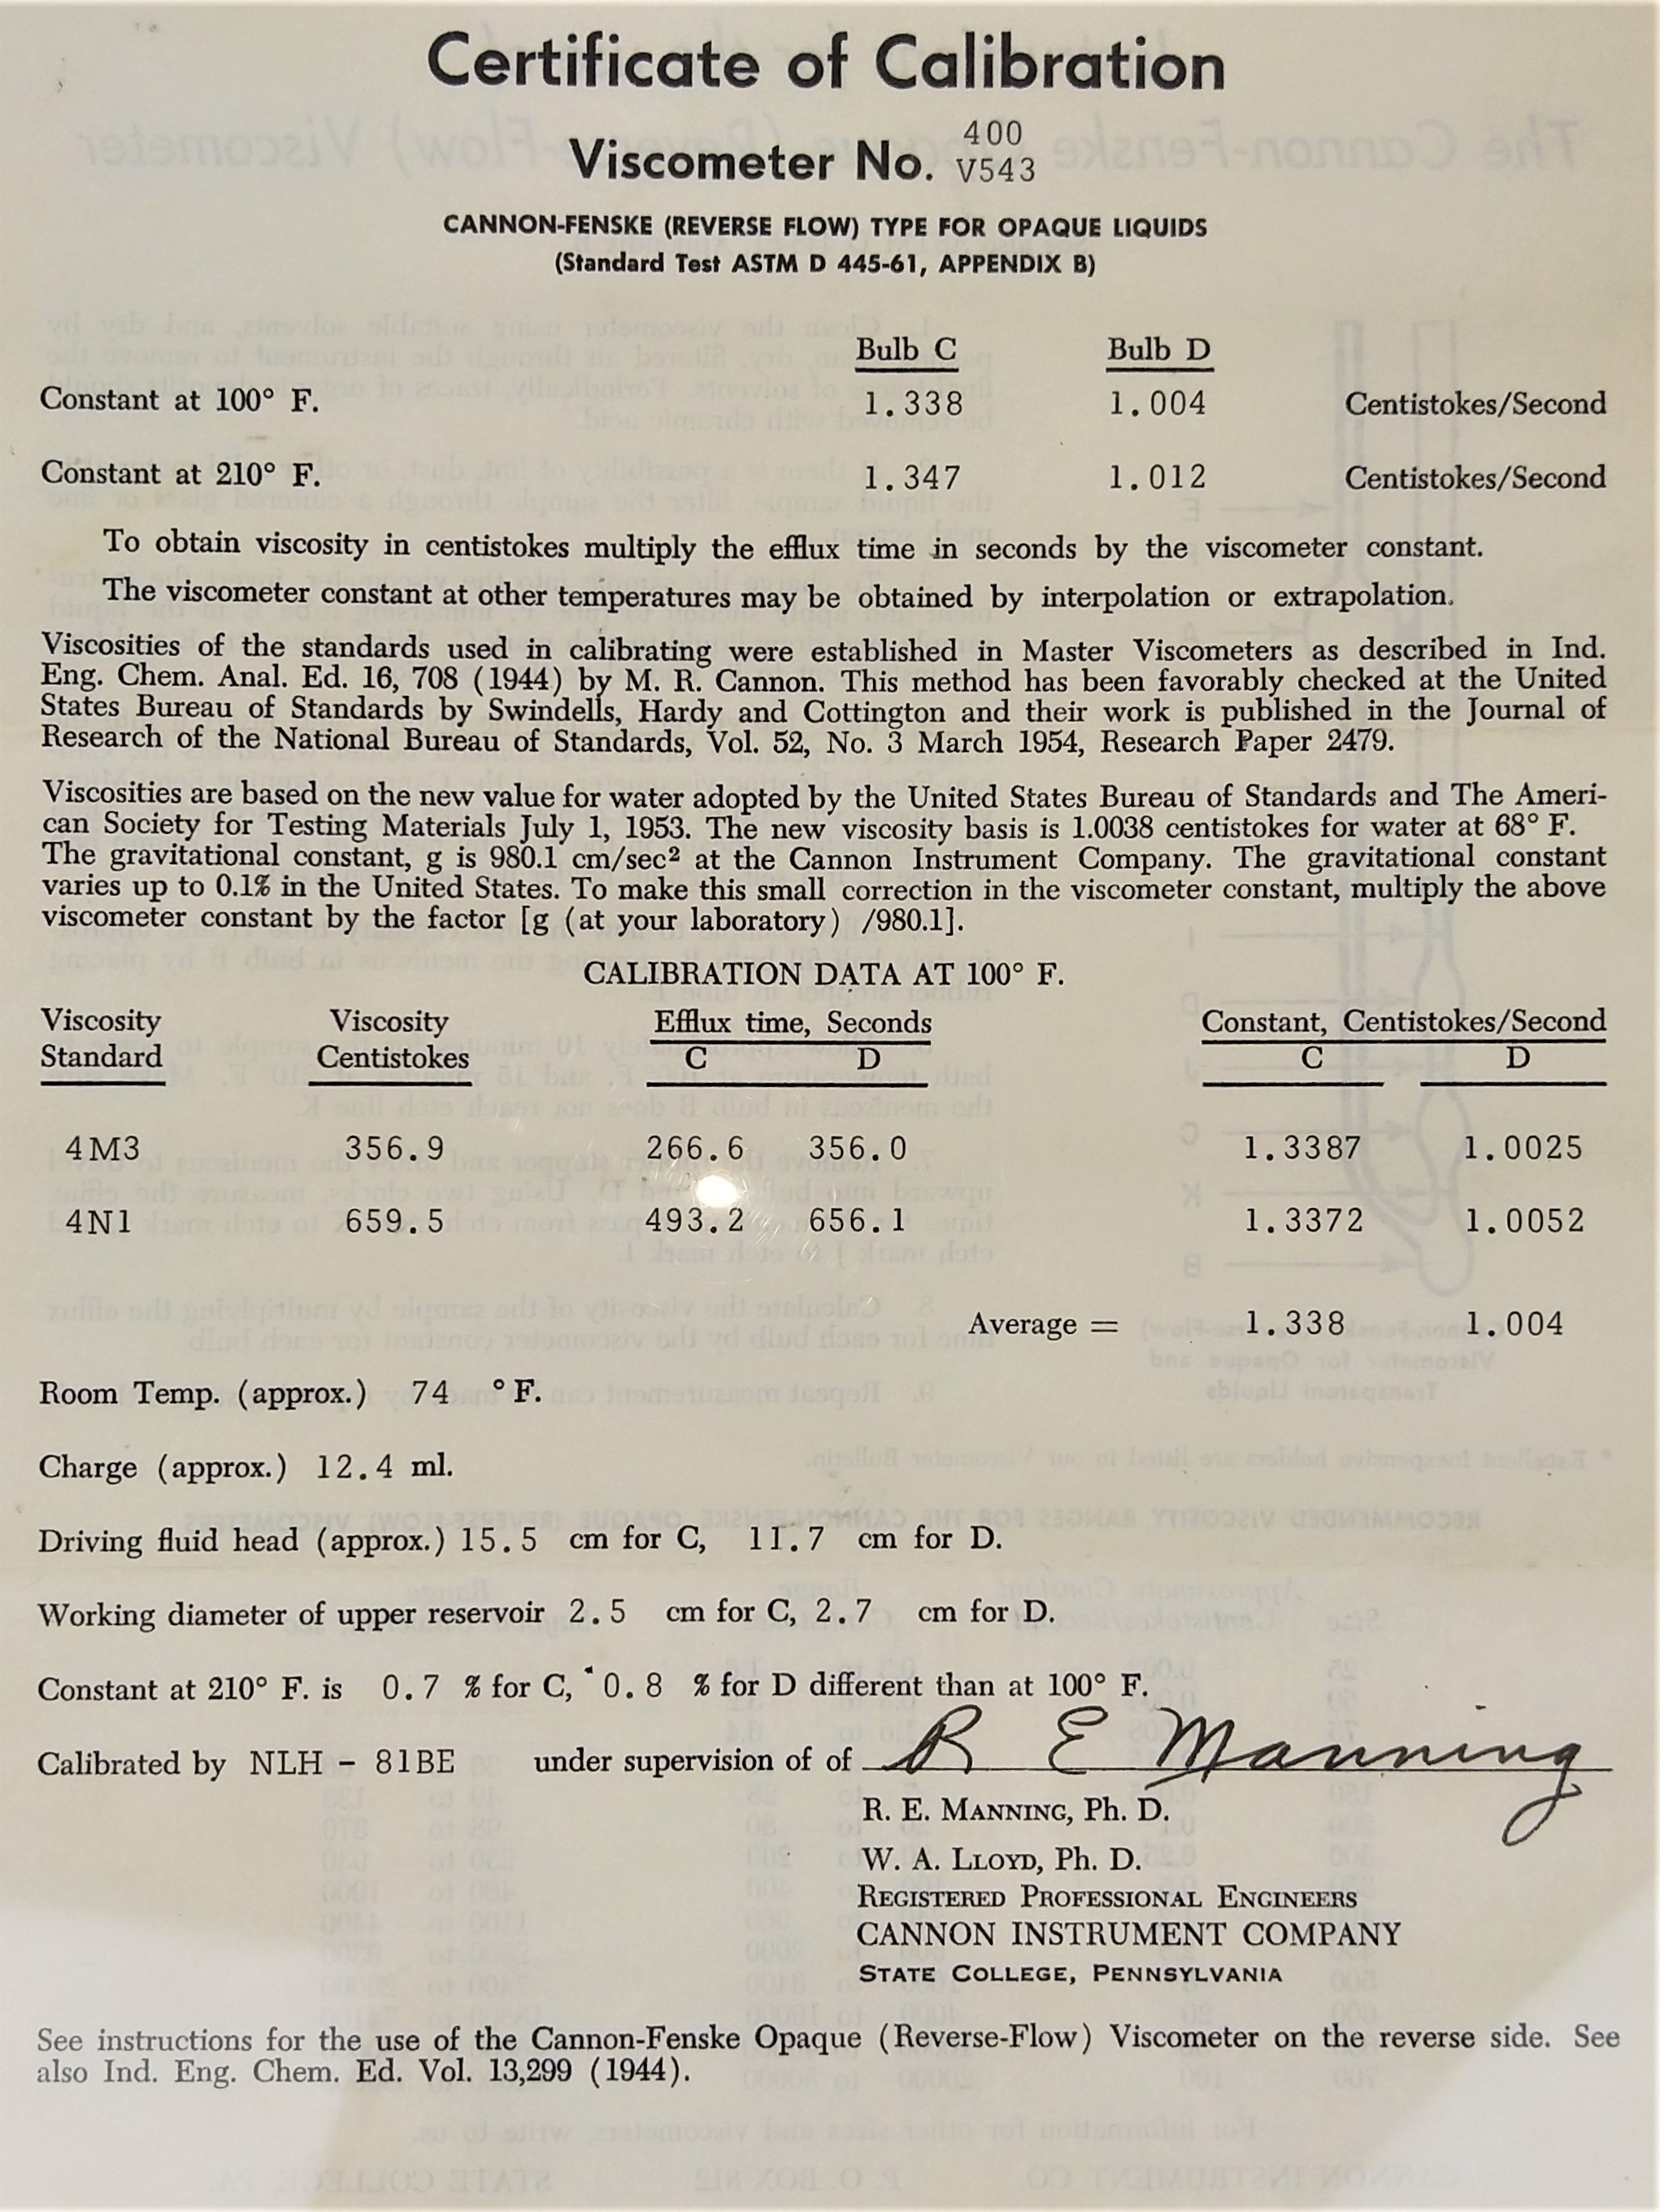 Certificate of Calibration
Viscometer No. 400 V543
CANNON-FENSKE (REVERSE FLOW) TYPE FOR OPAQUE LIQUIDS
(Standard Test ASTM D 445-61, APPENDIX B)
Bulb C Bulb D
Constant at 100° F. 1.338 1.004 Centistokes/Second
Constant at 210° F. 1.347 1.012 Centistokes/Second
To obtain viscosity in centistokes multiply the efflux time in seconds by the viscometer constant.
The viscometer constant at other temperatures may be obtained by interpolation or extrapolation.
Viscosities of the standards used in calibrating were established in Master Viscometers as described in Ind.
Eng. Chem. Anal. Ed. 16, 708 (1944) by M. R. Cannon. This method has been favorably checked at the United
States Bureau of Standards by Swindells, Hardy and Cottington and their work is published in the Journal of
Research of the National Bureau of Standards, Vol. 52, No. 3 March 1954, Research Paper 2479.
Viscosities are based on the new value for water adopted by the United States Bureau of Standards and The Ameri-
can Society for Testing Materials July 1, 1953. The new viscosity basis is 1.0038 centistokes for water at 68° F.
The gravitational constant, g is 980.1 cm/sec² at the Cannon Instrument Company. The gravitational constant
varies up to 0.1% in the United States. To make this small correction in the viscometer constant, multiply the above
viscometer constant by the factor [g (at your laboratory) /980.1].
CALIBRATION DATA AT 100° F.
Viscosity Viscosity Efflux time, Seconds Constant, Centistokes/Second
Standard Centistokes C D C D
4M3 356.9 266.6 356.0 1.3387 1.0025
4N1 659.5 493.2 656.1 1.3372 1.0052
Average = 1.338 1.004
Room Temp. (approx.) 74 °F.
Charge (approx.) 12.4 ml.
Driving fluid head (approx.) 15.5 cm for C, 11.7 cm for D.
Working diameter of upper reservoir 2.5 cm for C, 2.7 cm for D.
Constant at 210° F. is 0.7 % for C, 0.8 % for D different than at 100° F.
Calibrated by NLH - 81BE under supervision of of R E Manning
R. E. MANNING, Ph. D.
W. A. LLOYD, Ph. D.
REGISTERED PROFESSIONAL ENGINEERS
CANNON INSTRUMENT COMPANY
STATE COLLEGE, PENNSYLVANIA
See instructions for the use of the Cannon-Fenske Opaque (Reverse-Flow) Viscometer on the reverse side. See
also Ind. Eng. Chem. Ed. Vol. 13,299 (1944).